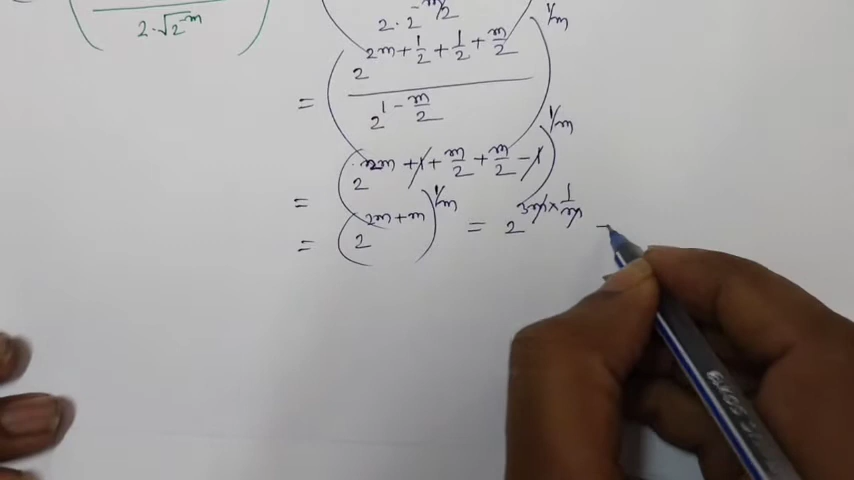 2·√2^-m 2·2^-m/2 1/m
= (2^(2m+1/2+1/2+m/2) / 2^(1-m/2))^1/m
= (2^(2m+1+m/2+m/2-1))^1/m
= (2^(2m+m))^1/m = 2^(3m×1/m)